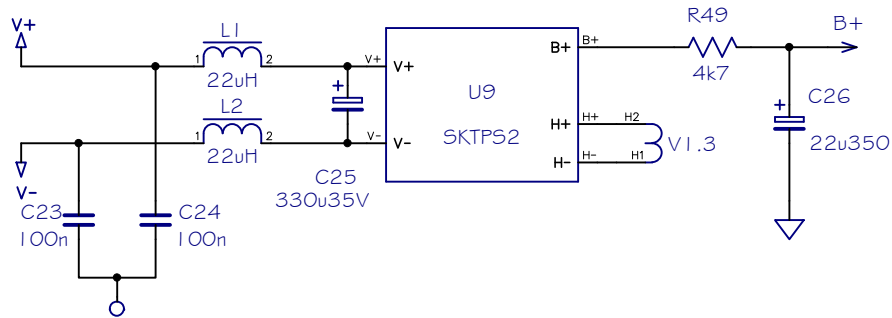 V+
L1
1
2
22uH
V+
V+
U9
SKTPS2
B+
B+
R49
4k7
B+
L2
1
2
22uH
V-
V-
H+
H+
H2
H-
H-
H1
V1.3
+
C26
22u350
+
C25
330u35V
V-
C23
100n
C24
100n